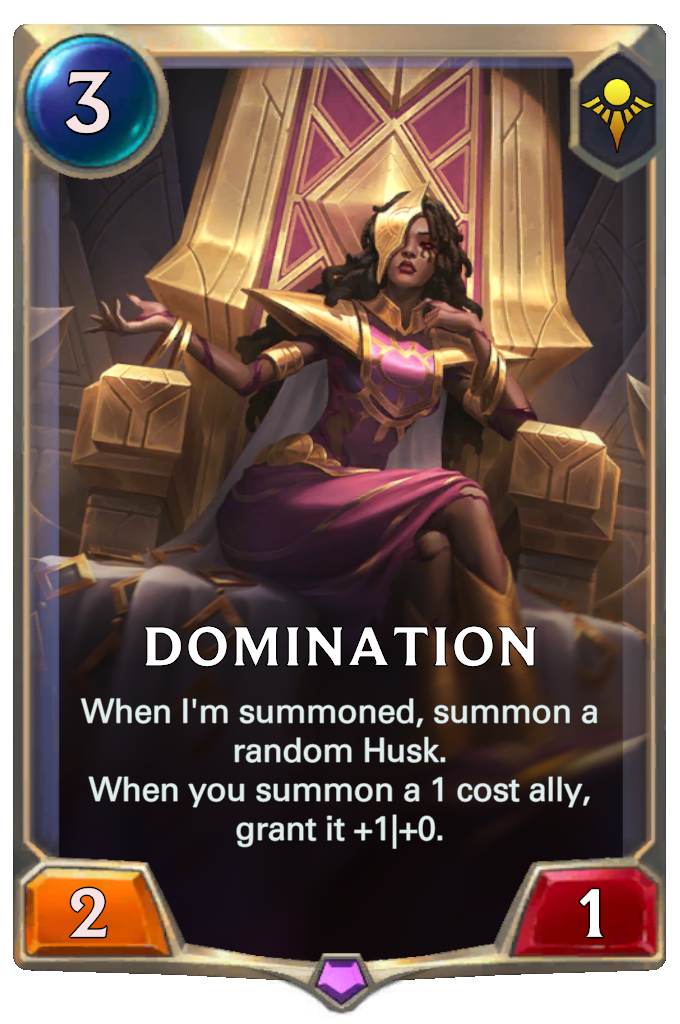 3
DOMINATION
When I'm summoned, summon a
random Husk.
When you summon a 1 cost ally,
grant it +1|+0.
2
1